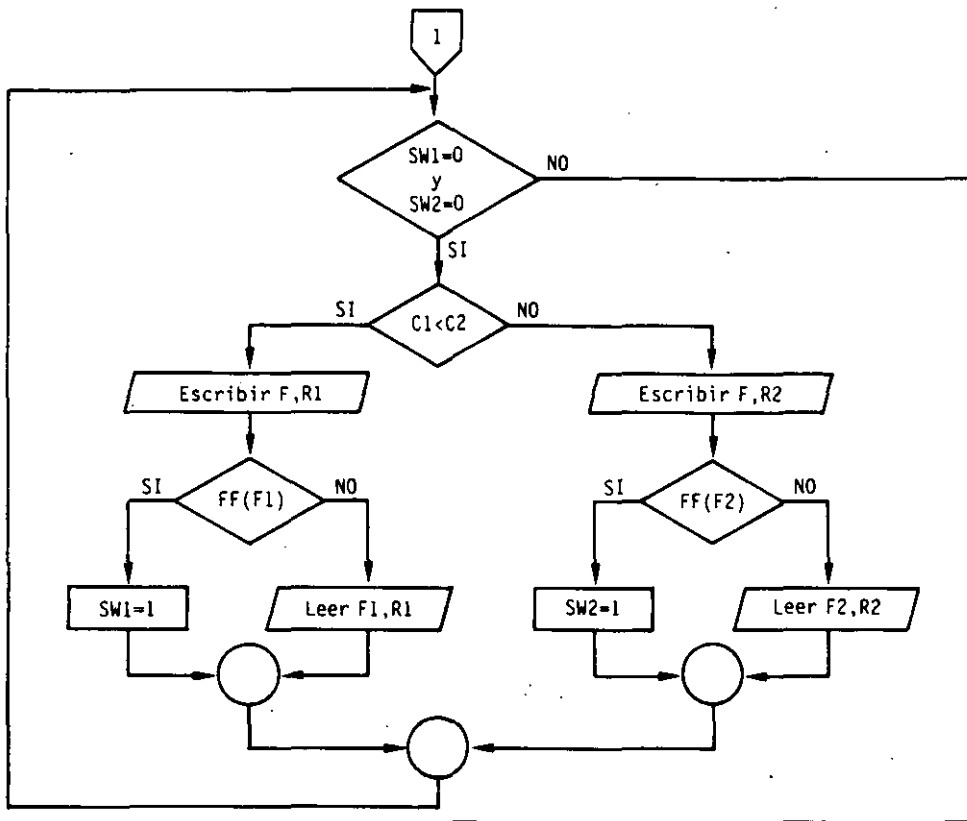 1
SW1=0
y
SW2=0
NO
SI
SI
C1<C2
NO
Escribir F,R1
Escribir F,R2
SI
FF(F1)
NO
SI
FF(F2)
NO
SW1=1
Leer F1,R1
SW2=1
Leer F2,R2